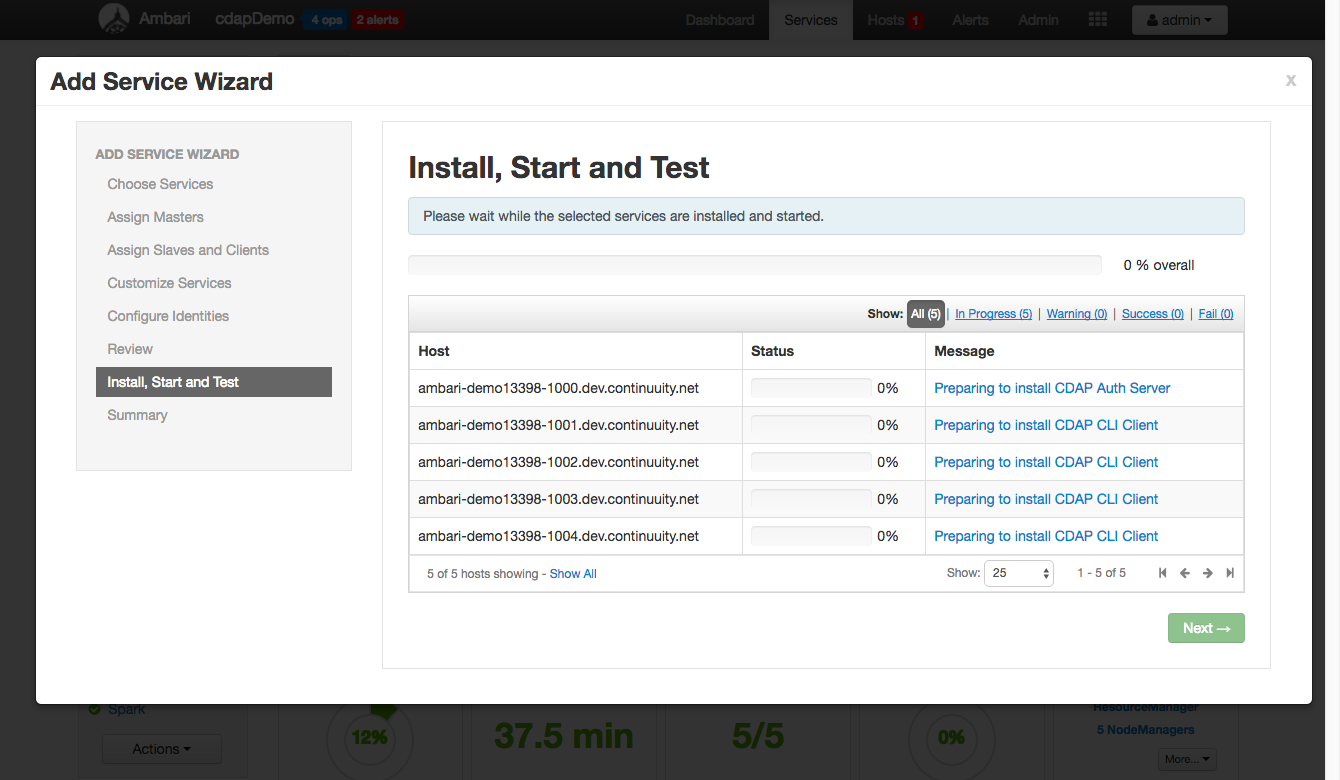 Ambari cdapDemo 4 ops 2 alerts Dashboard Services Hosts 1 Alerts Admin admin
Add Service Wizard x
ADD SERVICE WIZARD
Choose Services
Assign Masters
Assign Slaves and Clients
Customize Services
Configure Identities
Review
Install, Start and Test
Summary
Install, Start and Test
Please wait while the selected services are installed and started.
0 % overall
Show: All (5) | In Progress (5) | Warning (0) | Success (0) | Fail (0)
Host Status Message
ambari-demo13398-1000.dev.continuuity.net 0% Preparing to install CDAP Auth Server
ambari-demo13398-1001.dev.continuuity.net 0% Preparing to install CDAP CLI Client
ambari-demo13398-1002.dev.continuuity.net 0% Preparing to install CDAP CLI Client
ambari-demo13398-1003.dev.continuuity.net 0% Preparing to install CDAP CLI Client
ambari-demo13398-1004.dev.continuuity.net 0% Preparing to install CDAP CLI Client
5 of 5 hosts showing - Show All Show: 25 1 - 5 of 5
Next →
Spark
Actions
12%
37.5 min
5/5
0%
ResourceManager
5 NodeManagers
More...